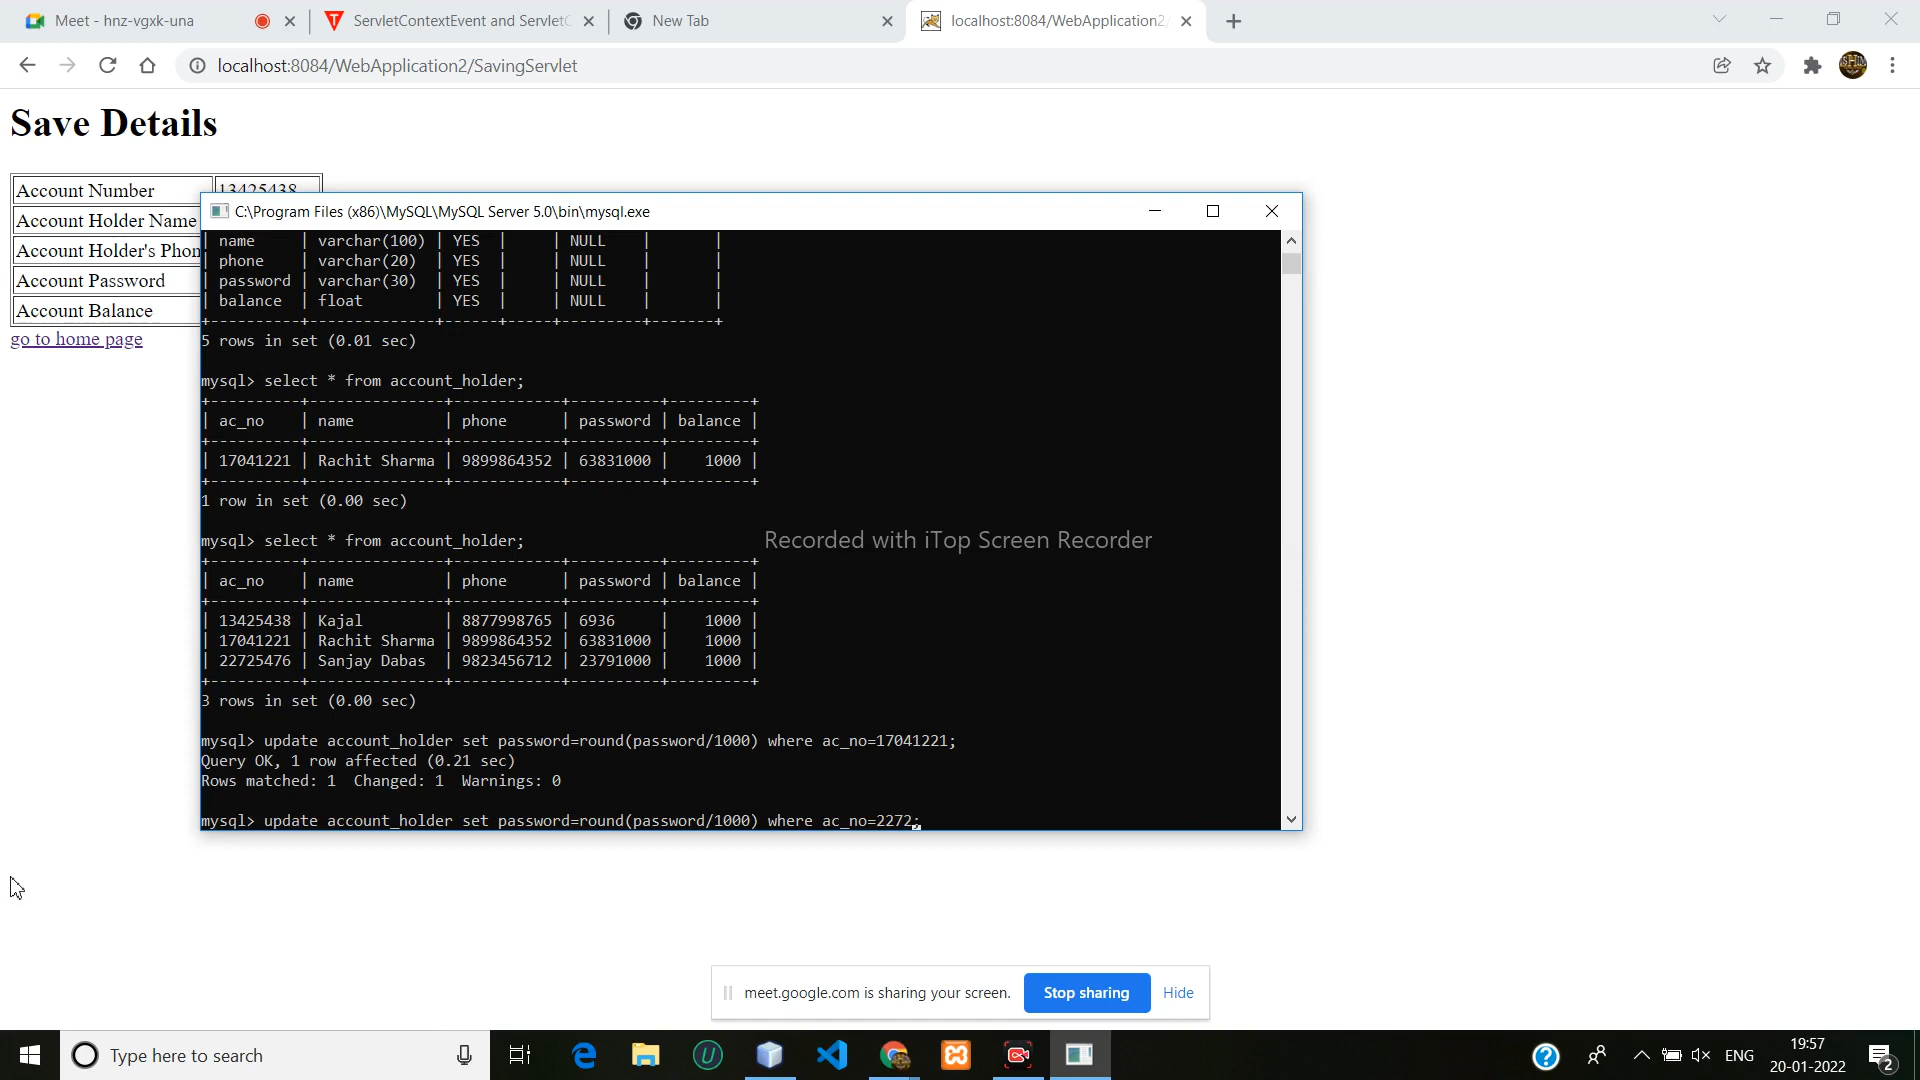 Meet - hnz-vgxk-una
ServletContextEvent and ServletC
New Tab
localhost:8084/WebApplication2/
localhost:8084/WebApplication2/SavingServlet
Save Details
Account Number 13425438
Account Holder Name
Account Holder's Phon
Account Password
Account Balance
go to home page
C:\Program Files (x86)\MySQL\MySQL Server 5.0\bin\mysql.exe
| name | varchar(100) | YES | | NULL | |
| phone | varchar(20) | YES | | NULL | |
| password | varchar(30) | YES | | NULL | |
| balance | float | YES | | NULL | |
+----------+--------------+------+-----+---------+-------+
5 rows in set (0.01 sec)
mysql> select * from account_holder;
+----------+---------------+------------+----------+---------+
| ac_no | name | phone | password | balance |
+----------+---------------+------------+----------+---------+
| 17041221 | Rachit Sharma | 9899864352 | 63831000 | 1000 |
+----------+---------------+------------+----------+---------+
1 row in set (0.00 sec)
mysql> select * from account_holder;
+----------+---------------+------------+----------+---------+
| ac_no | name | phone | password | balance |
+----------+---------------+------------+----------+---------+
| 13425438 | Kajal | 8877998765 | 6936 | 1000 |
| 17041221 | Rachit Sharma | 9899864352 | 63831000 | 1000 |
| 22725476 | Sanjay Dabas | 9823456712 | 23791000 | 1000 |
+----------+---------------+------------+----------+---------+
3 rows in set (0.00 sec)
mysql> update account_holder set password=round(password/1000) where ac_no=17041221;
Query OK, 1 row affected (0.21 sec)
Rows matched: 1 Changed: 1 Warnings: 0
mysql> update account_holder set password=round(password/1000) where ac_no=2272;
Recorded with iTop Screen Recorder
meet.google.com is sharing your screen.
Stop sharing
Hide
Type here to search
ENG
19:57
20-01-2022
2